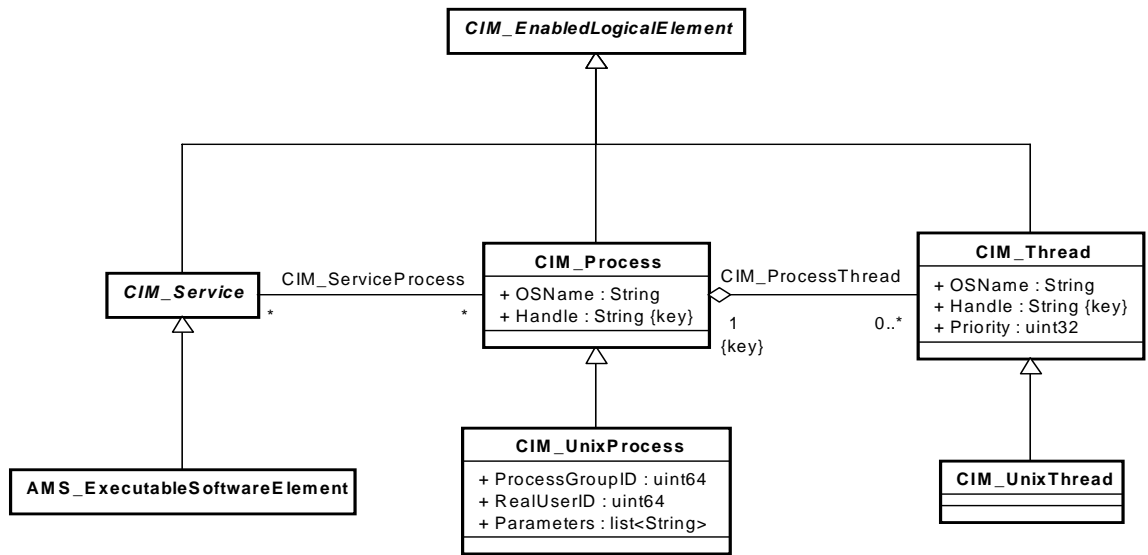 CIM_EnabledLogicalElement
CIM_Service
CIM_ServiceProcess
*
*
CIM_Process
+ OSName : String
+ Handle : String {key}
CIM_ProcessThread
1
{key}
0..*
CIM_Thread
+ OSName : String
+ Handle : String {key}
+ Priority : uint32
AMS_ExecutableSoftwareElement
CIM_UnixProcess
+ ProcessGroupID : uint64
+ RealUserID : uint64
+ Parameters : list<String>
CIM_UnixThread